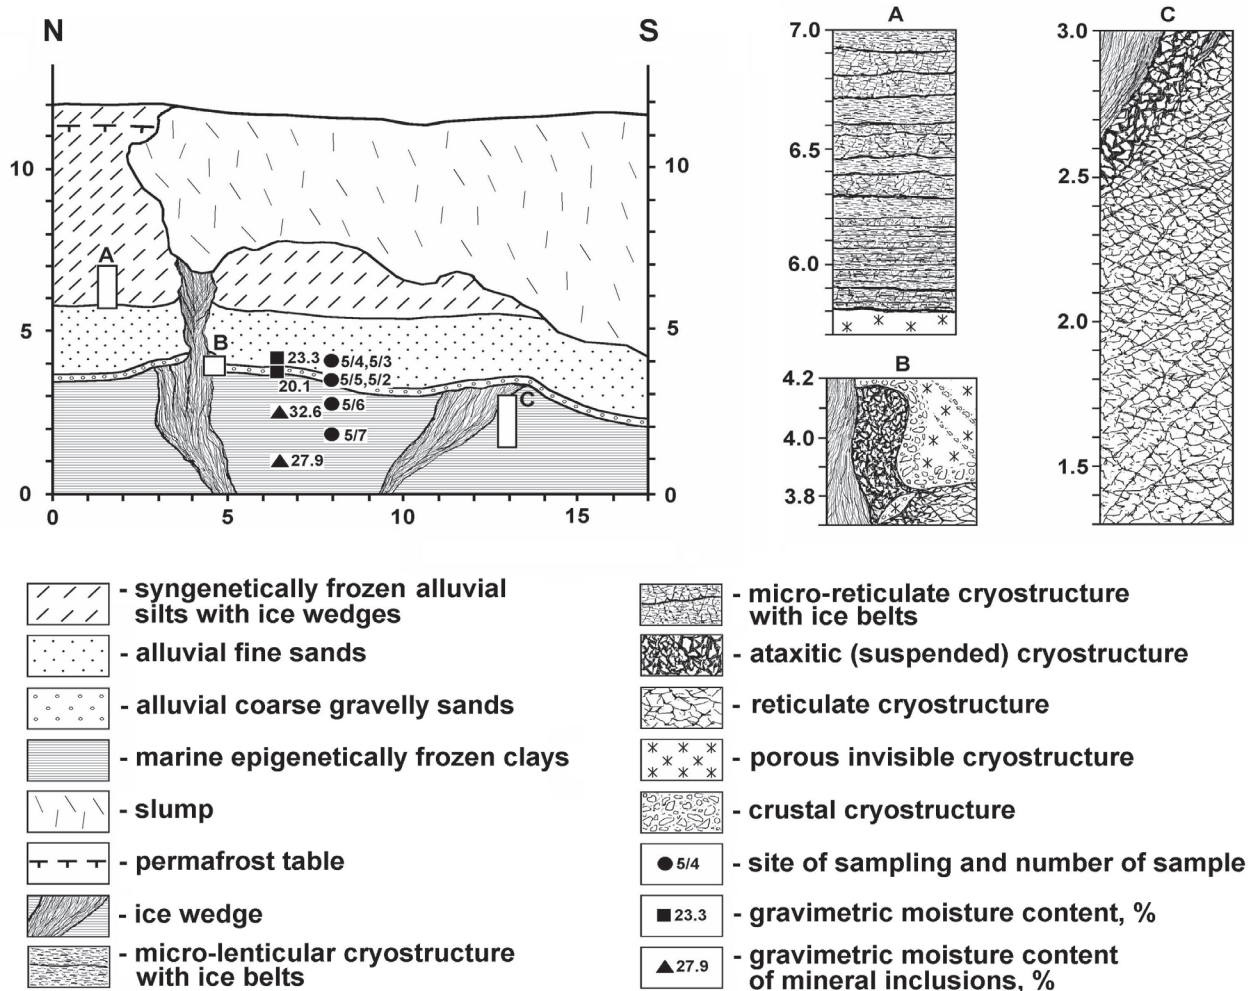 N
S
A
C
7.0
6.5
6.0
3.0
2.5
2.0
1.5
B
4.2
4.0
3.8
10
5
0
10
5
0
A
B
C
23.3
5/4,5/3
5/5,5/2
20.1
32.6
5/6
5/7
27.9
0
5
10
15
- syngenetically frozen alluvial
silts with ice wedges
- alluvial fine sands
- alluvial coarse gravelly sands
- marine epigenetically frozen clays
- slump
- permafrost table
- ice wedge
- micro-lenticular cryostructure
with ice belts
- micro-reticulate cryostructure
with ice belts
- ataxitic (suspended) cryostructure
- reticulate cryostructure
- porous invisible cryostructure
- crustal cryostructure
5/4 - site of sampling and number of sample
23.3 - gravimetric moisture content, %
27.9 - gravimetric moisture content
of mineral inclusions, %